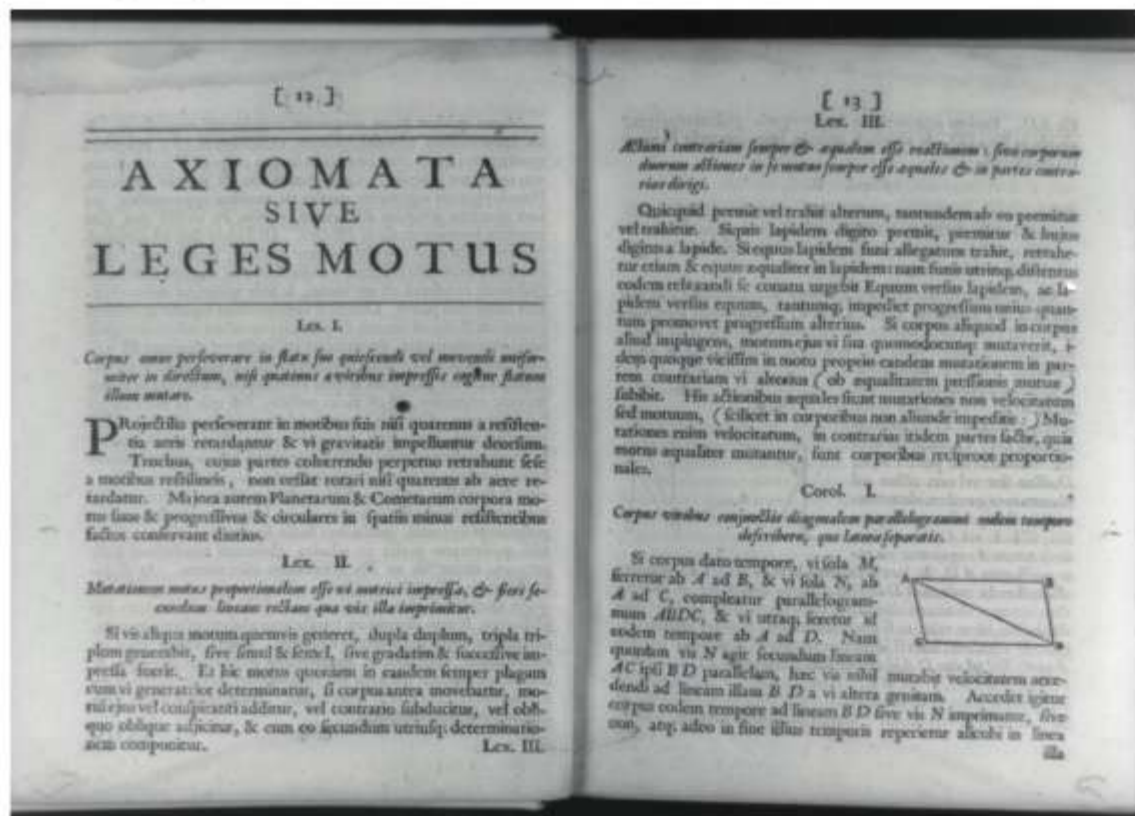 [ 12 ]
AXIOMATA
SIVE
LEGES MOTUS
Lex. I.
Corpus omne perseverare in statu suo quiescendi vel movendi unifor-
miter in directum, nisi quatenus a viribus impressis cogitur statum
illum mutare.
PRojectilia perseverant in motibus suis nisi quatenus a resisten-
tia aeris retardantur & vi gravitatis impelluntur deorsum.
Trochus, cujus partes cohærendo perpetuo retrahunt sese
a motibus rectilineis, non cessat rotari nisi quatenus ab aere re-
tardatur. Majora autem Planetarum & Cometarum corpora mo-
tus suos & progressivos & circulares in spatiis minus resistentibus
factos conservant diutius.
Lex. II.
Mutationem motus proportionalem esse vi motrici impressæ, & fieri se-
cundum lineam rectam qua vis illa imprimitur.
Si vis aliqua motum quemvis generet, dupla duplum, tripla tri-
plum generabit, sive simul & semel, sive gradatim & successive im-
pressa fuerit. Et hic motus quoniam in eandem semper plagam
cum vi generatrice determinatur, si corpus antea movebatur, mo-
tui ejus vel conspiranti additur, vel contrario subducitur, vel obli-
quo oblique adjicitur, & cum eo secundum utriusq; determinatio-
nem componitur.
Lex. III.
[ 13 ]
Lex. III.
Actioni contrariam semper & æqualem esse reactionem: sive corporum
duorum actiones in se mutuo semper esse æquales & in partes contra-
rias dirigi.
Quicquid premit vel trahit alterum, tantundem ab eo premitur
vel trahitur. Siquis lapidem digito premit, premitur & hujus
digitus a lapide. Si equus lapidem funi allegatum trahit, retrahe-
tur etiam & equus æqualiter in lapidem: nam funis utrinq; distentus
eodem relaxandi se conatu urgebit Equum versus lapidem, ac la-
pidem versus equum, tantumq; impediet progressum unius quan-
tum promovet progressum alterius. Si corpus aliquod in corpus
aliud impingens, motum ejus vi sua quomodocunq; mutaverit, i-
dem quoque vicissim in motu proprio eandem mutationem in par-
tem contrariam vi alterius (ob æqualitatem pressionis mutuæ)
subibit. His actionibus æquales fiunt mutationes non velocitatum
sed motuum, (scilicet in corporibus non aliunde impeditis:) Mu-
tationes enim velocitatum, in contrarias itidem partes factæ, quia
motus æqualiter mutantur, sunt corporibus reciproce proportio-
nales.
Corol. I.
Corpus viribus conjunctis diagonalem parallelogrammi eodem tempore
describere, quo latera separatis.
Si corpus dato tempore, vi sola M,
ferretur ab A ad B, & vi sola N, ab
A ad C, compleatur parallelogram-
mum ABDC, & vi utraq; feretur id
eodem tempore ab A ad D. Nam
quoniam vis N agit secundum lineam
AC ipsi B D parallelam, hæc vis nihil mutabit velocitatem acce-
dendi ad lineam illam B D a vi altera genitam. Accedet igitur
corpus eodem tempore ad lineam B D sive vis N imprimatur, sive
non, atq; adeo in fine illius temporis reperietur alicubi in linea
illa
A
B
C
D